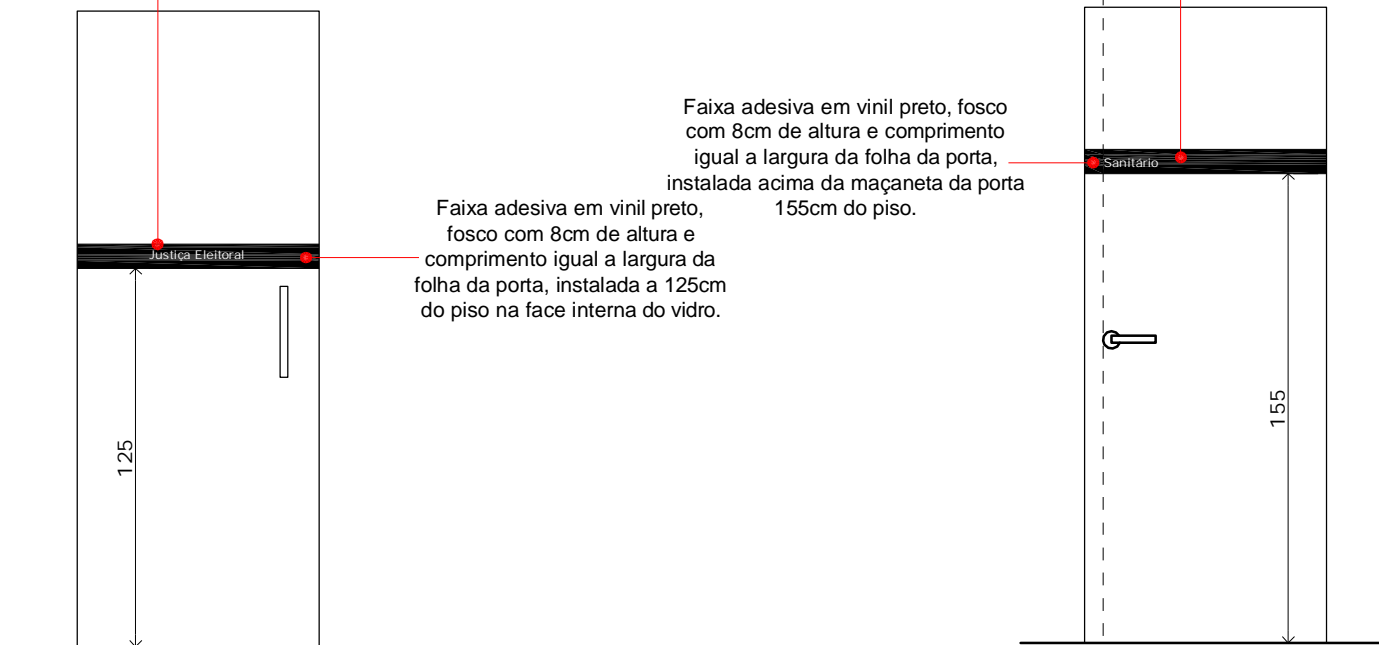 Faixa adesiva em vinil preto, fosco
com 8cm de altura e comprimento
igual a largura da folha da porta,
instalada acima da maçaneta da porta
155cm do piso.
Sanitário
Faixa adesiva em vinil preto,
fosco com 8cm de altura e
comprimento igual a largura da
folha da porta, instalada a 125cm
do piso na face interna do vidro.
Justiça Eleitoral
125
155